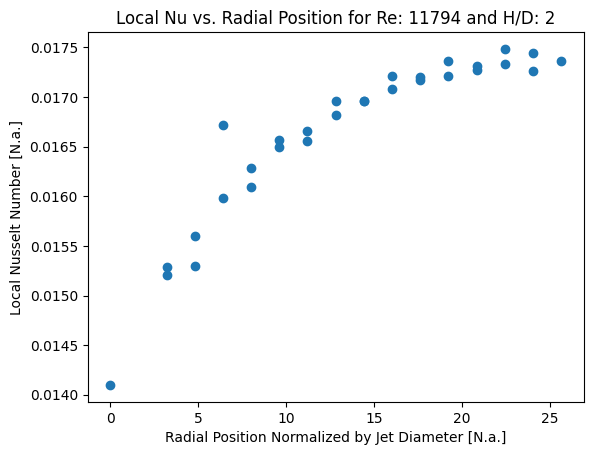 Local Nu vs. Radial Position for Re: 11794 and H/D: 2
0.0175
0.0170
0.0165
0.0160
0.0155
0.0150
0.0145
0.0140
Local Nusselt Number [N.a.]
0 5 10 15 20 25
Radial Position Normalized by Jet Diameter [N.a.]